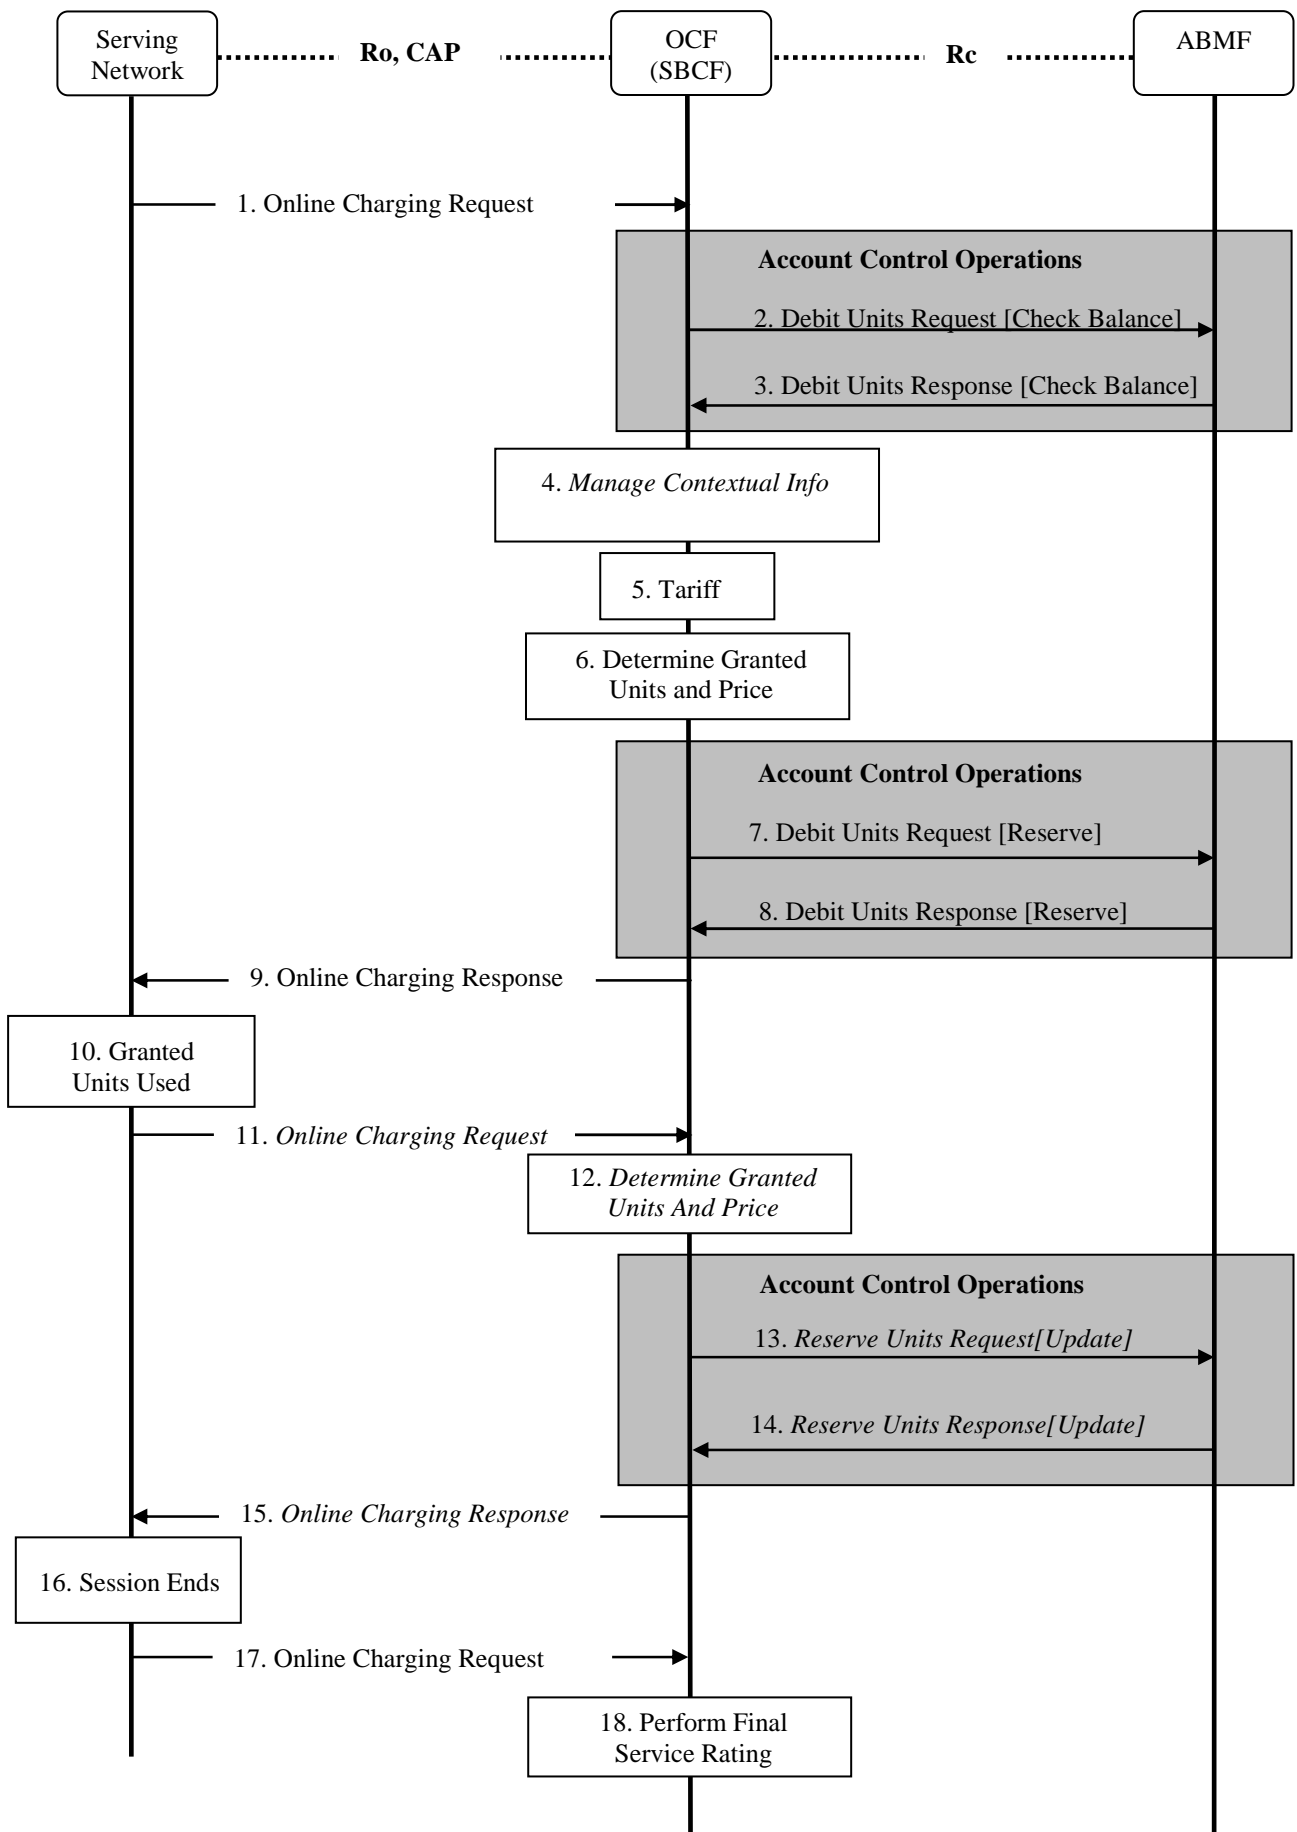 Serving
Network
Ro, CAP
OCF
(SBCF)
Rc
ABMF
1. Online Charging Request
Account Control Operations
2. Debit Units Request [Check Balance]
3. Debit Units Response [Check Balance]
4. Manage Contextual Info
5. Tariff
6. Determine Granted
Units and Price
Account Control Operations
7. Debit Units Request [Reserve]
8. Debit Units Response [Reserve]
9. Online Charging Response
10. Granted
Units Used
11. Online Charging Request
12. Determine Granted
Units And Price
Account Control Operations
13. Reserve Units Request[Update]
14. Reserve Units Response[Update]
15. Online Charging Response
16. Session Ends
17. Online Charging Request
18. Perform Final
Service Rating